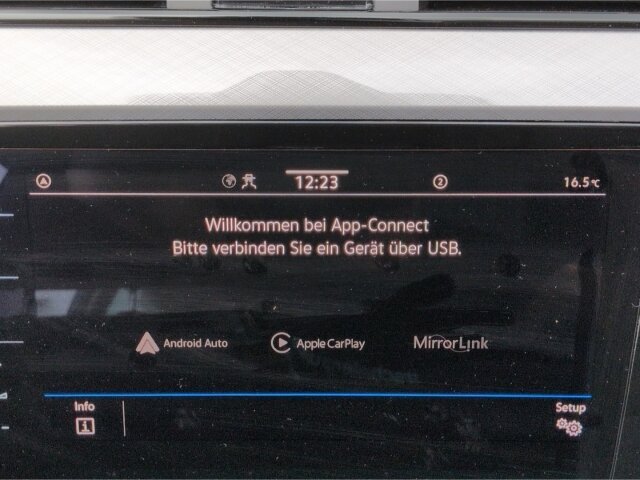 12:23
2
16.5°C
Willkommen bei App-Connect
Bitte verbinden Sie ein Gerät über USB.
Android Auto
Apple CarPlay
MirrorLink
Info
Setup
i